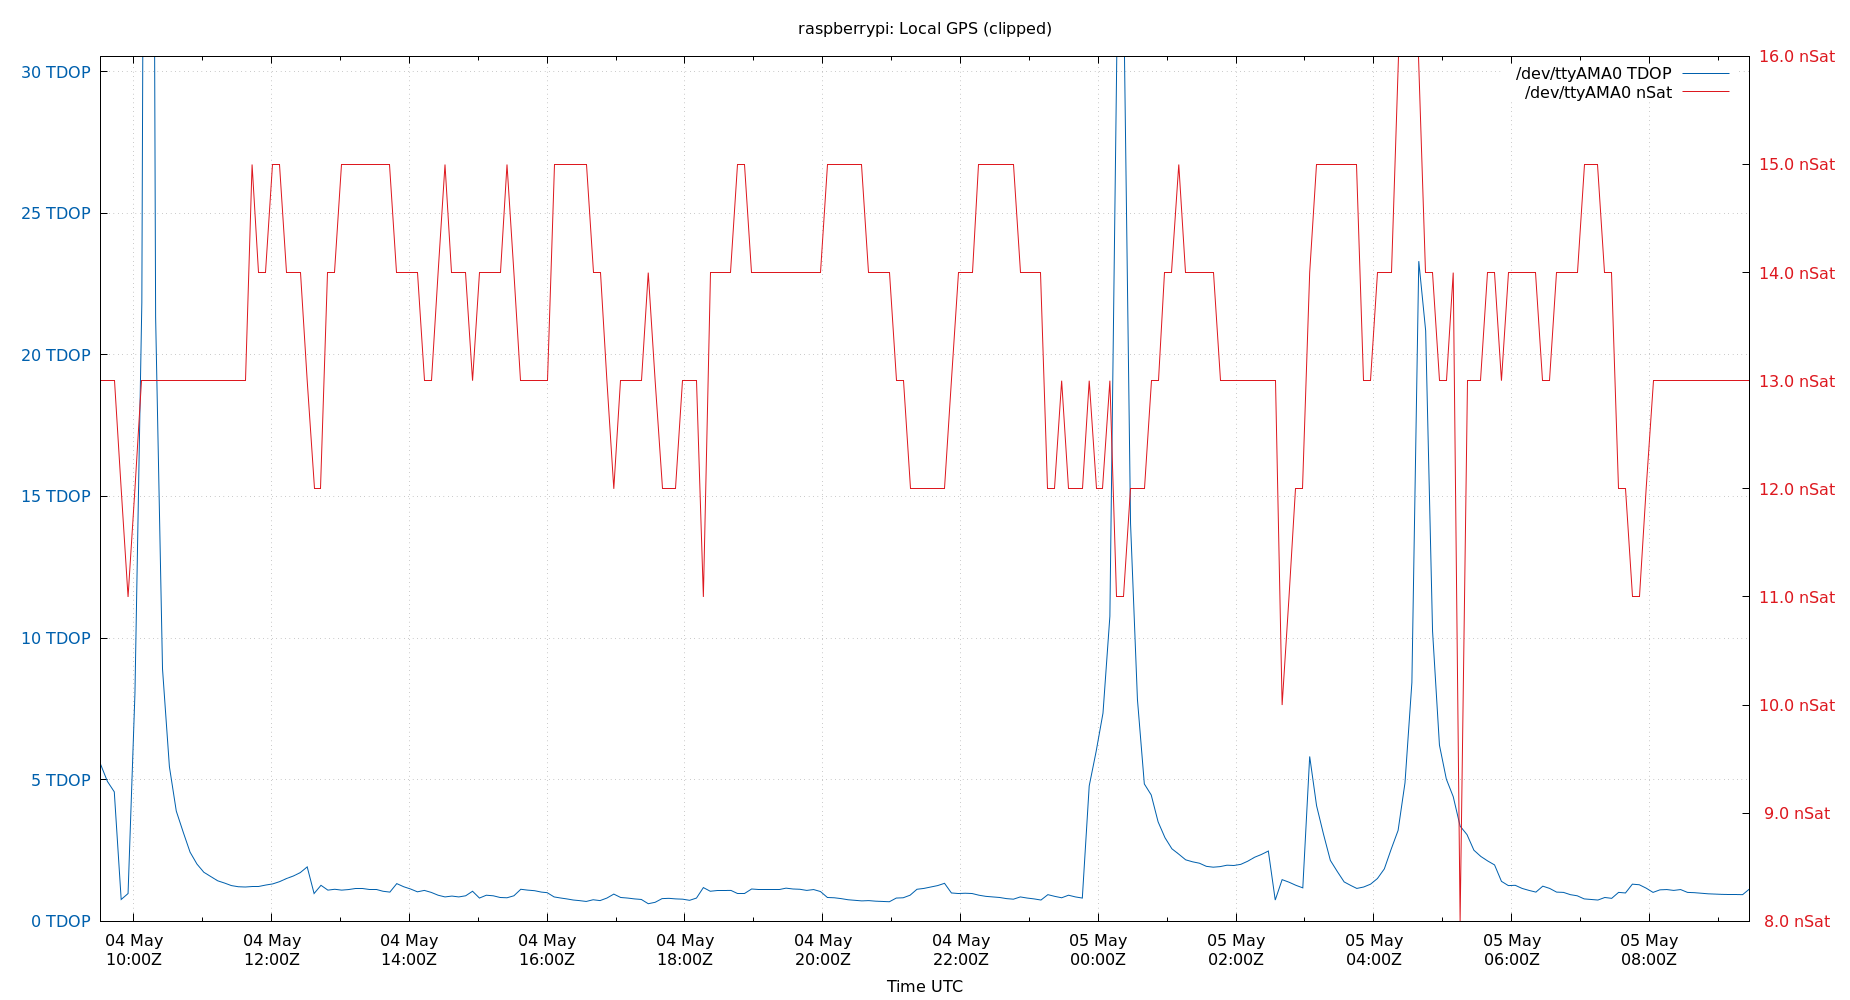 raspberrypi: Local GPS (clipped)
30 TDOP
25 TDOP
20 TDOP
15 TDOP
10 TDOP
5 TDOP
0 TDOP
/dev/ttyAMA0 TDOP
/dev/ttyAMA0 nSat
16.0 nSat
15.0 nSat
14.0 nSat
13.0 nSat
12.0 nSat
11.0 nSat
10.0 nSat
9.0 nSat
8.0 nSat
04 May
10:00Z
04 May
12:00Z
04 May
14:00Z
04 May
16:00Z
04 May
18:00Z
04 May
20:00Z
04 May
22:00Z
05 May
00:00Z
05 May
02:00Z
05 May
04:00Z
05 May
06:00Z
05 May
08:00Z
Time UTC